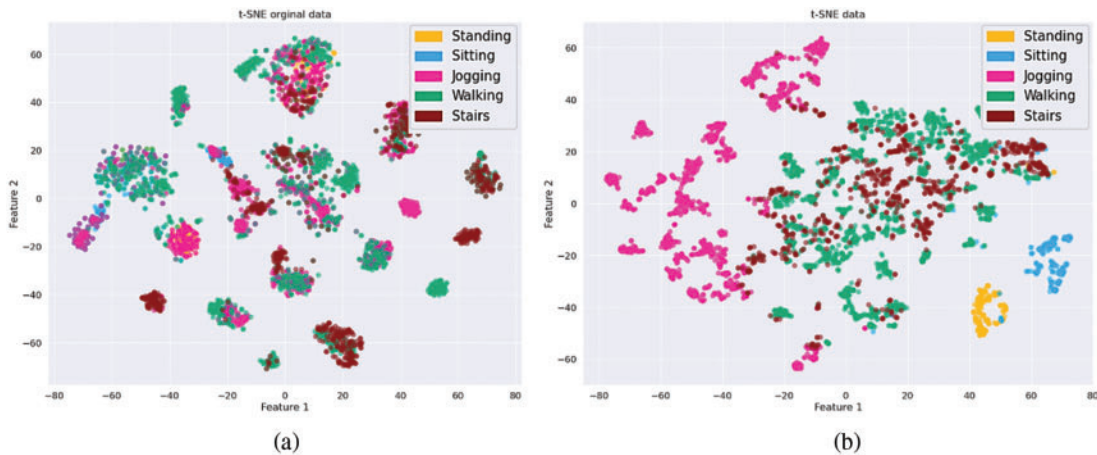 t-SNE orginal data
60
40
20
0
−20
−40
−60
−80
−60
−40
−20
0
20
40
60
80
Feature 2
Feature 1
Standing
Sitting
Jogging
Walking
Stairs
(a)
t-SNE data
60
40
20
0
−20
−40
−60
−80
−60
−40
−20
0
20
40
60
80
Feature 2
Feature 1
Standing
Sitting
Jogging
Walking
Stairs
(b)